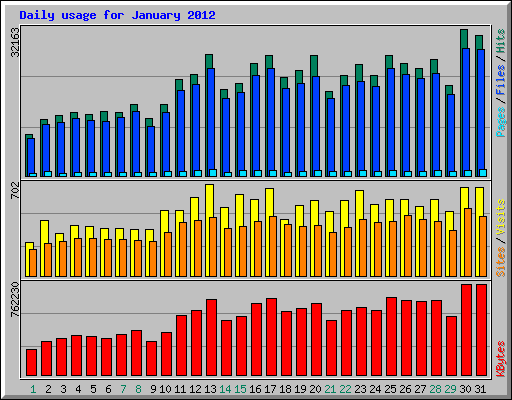 Daily usage for January 2012
32163
Pages / Files / Hits
702
Sites / Visits
762230
KBytes
1 2 3 4 5 6 7 8 9 10 11 12 13 14 15 16 17 18 19 20 21 22 23 24 25 26 27 28 29 30 31